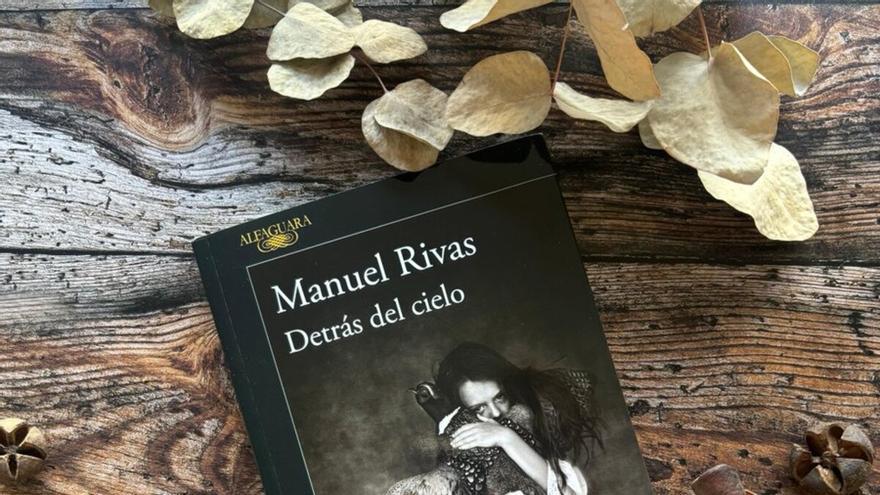 ALFAGUARA
Manuel Rivas
Detrás del cielo